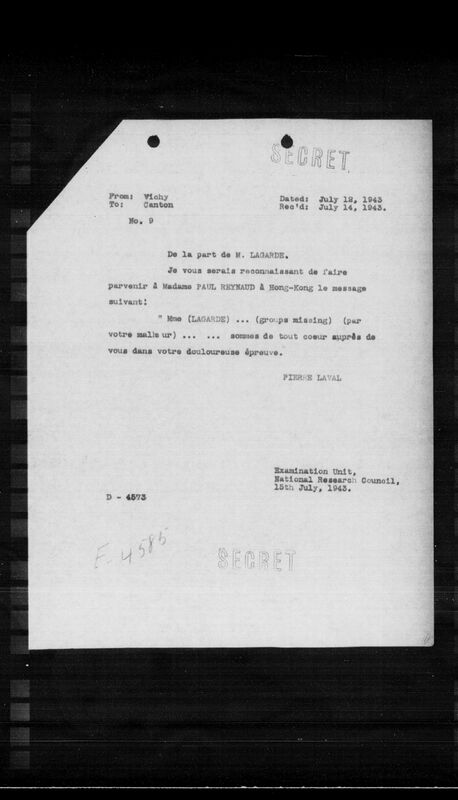 SECRET
From: Vichy
To: Canton
Dated: July 12, 1943
Rec'd: July 14, 1943.
No. 9
De la part de M. LAGARDE.
Je vous serais reconnaissant de faire
parvenir à Madame PAUL REYNAUD à Hong-Kong le message
suivant:
" Mme (LAGARDE) ... (groups missing) (par
votre malheur) ... ... sommes de tout coeur auprès de
vous dans votre douloureuse épreuve.
PIERRE LAVAL
Examination Unit,
National Research Council,
15th July, 1943.
D - 4573
E-4585
SECRET